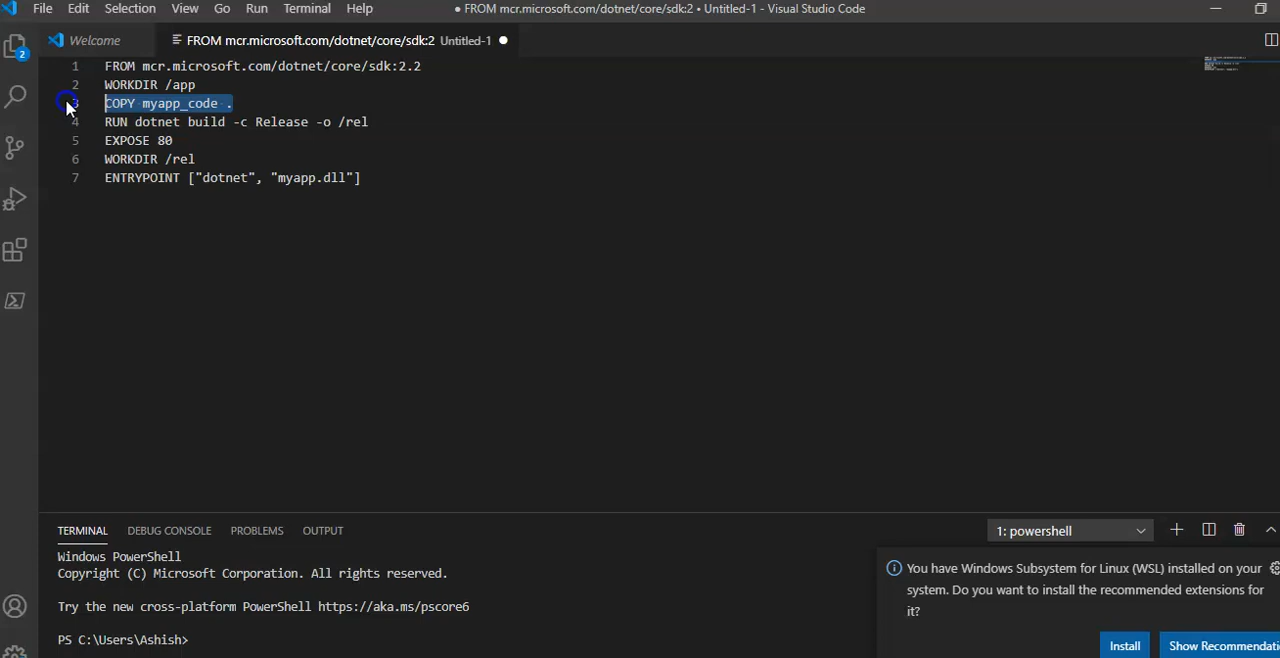 File Edit Selection View Go Run Terminal Help
● FROM mcr.microsoft.com/dotnet/core/sdk:2 • Untitled-1 - Visual Studio Code
Welcome
FROM mcr.microsoft.com/dotnet/core/sdk:2 Untitled-1 ●
2
1 FROM mcr.microsoft.com/dotnet/core/sdk:2.2
2 WORKDIR /app
3 COPY myapp_code .
4 RUN dotnet build -c Release -o /rel
5 EXPOSE 80
6 WORKDIR /rel
7 ENTRYPOINT ["dotnet", "myapp.dll"]
TERMINAL DEBUG CONSOLE PROBLEMS OUTPUT
1: powershell
Windows PowerShell
Copyright (C) Microsoft Corporation. All rights reserved.
Try the new cross-platform PowerShell https://aka.ms/pscore6
PS C:\Users\Ashish>
You have Windows Subsystem for Linux (WSL) installed on your
system. Do you want to install the recommended extensions for
it?
Install
Show Recommendati